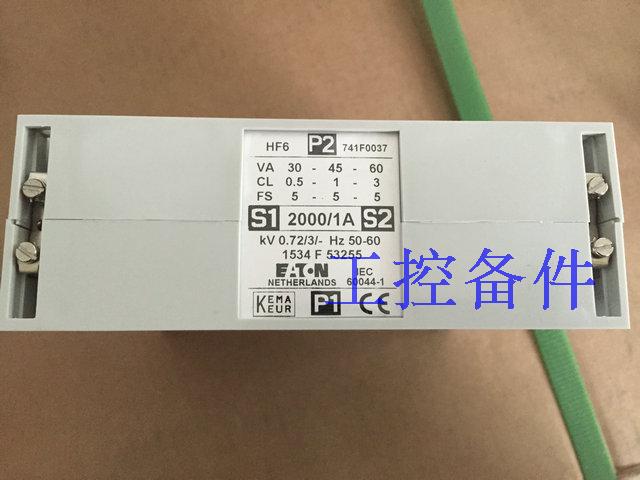 HF6 P2 741F0037
VA 30 - 45 - 60
CL 0.5 - 1 - 3
FS 5 - 5 - 5
S1 2000/1A S2
kV 0.72/3/- Hz 50-60
1534 F 53255
EATON IEC
NETHERLANDS 60044-1
KEMA
KEUR P1 CE
工控备件